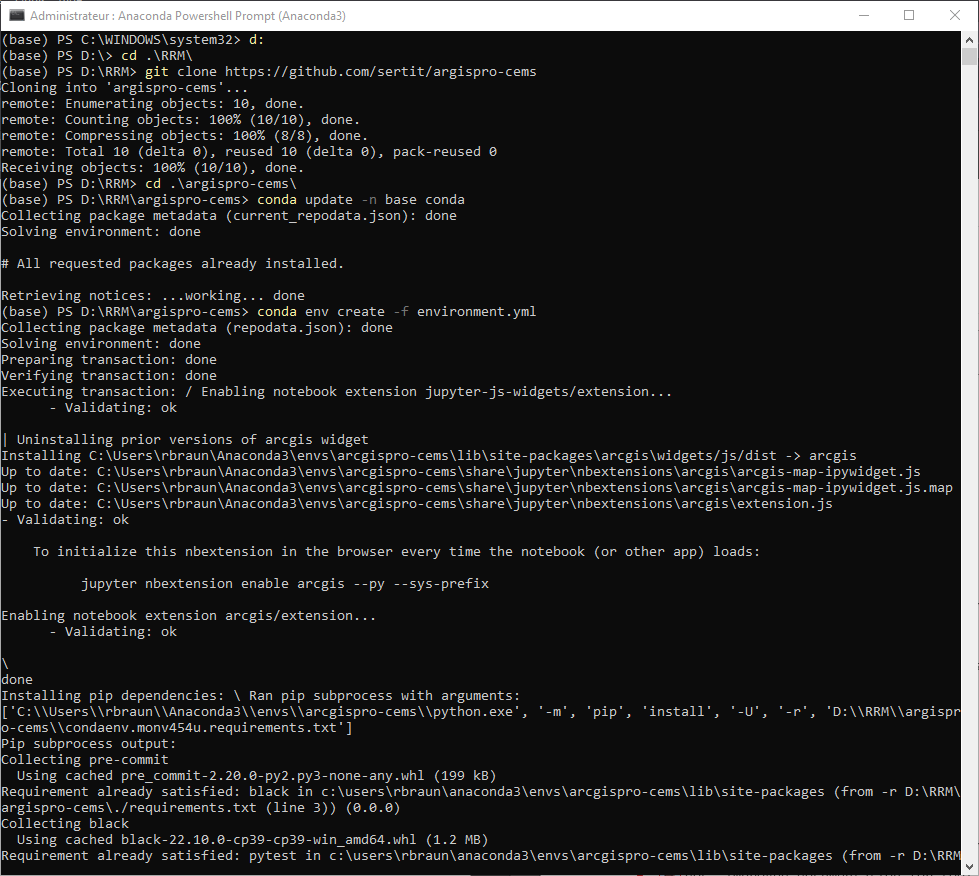 Administrateur : Anaconda Powershell Prompt (Anaconda3)
(base) PS C:\WINDOWS\system32> d:
(base) PS D:\> cd .\RRM\
(base) PS D:\RRM> git clone https://github.com/sertit/argispro-cems
Cloning into 'argispro-cems'...
remote: Enumerating objects: 10, done.
remote: Counting objects: 100% (10/10), done.
remote: Compressing objects: 100% (8/8), done.
remote: Total 10 (delta 0), reused 10 (delta 0), pack-reused 0
Receiving objects: 100% (10/10), done.
(base) PS D:\RRM> cd .\argispro-cems\
(base) PS D:\RRM\argispro-cems> conda update -n base conda
Collecting package metadata (current_repodata.json): done
Solving environment: done

# All requested packages already installed.

Retrieving notices: ...working... done
(base) PS D:\RRM\argispro-cems> conda env create -f environment.yml
Collecting package metadata (repodata.json): done
Solving environment: done
Preparing transaction: done
Verifying transaction: done
Executing transaction: / Enabling notebook extension jupyter-js-widgets/extension...
      - Validating: ok

| Uninstalling prior versions of arcgis widget
Installing C:\Users\rbraun\Anaconda3\envs\arcgispro-cems\lib\site-packages\arcgis\widgets/js/dist -> arcgis
Up to date: C:\Users\rbraun\Anaconda3\envs\arcgispro-cems\share\jupyter\nbextensions\arcgis\arcgis-map-ipywidget.js
Up to date: C:\Users\rbraun\Anaconda3\envs\arcgispro-cems\share\jupyter\nbextensions\arcgis\arcgis-map-ipywidget.js.map
Up to date: C:\Users\rbraun\Anaconda3\envs\arcgispro-cems\share\jupyter\nbextensions\arcgis\extension.js
- Validating: ok

    To initialize this nbextension in the browser every time the notebook (or other app) loads:

          jupyter nbextension enable arcgis --py --sys-prefix

Enabling notebook extension arcgis/extension...
      - Validating: ok

\
done
Installing pip dependencies: \ Ran pip subprocess with arguments:
['C:\\Users\\rbraun\\Anaconda3\\envs\\arcgispro-cems\\python.exe', '-m', 'pip', 'install', '-U', '-r', 'D:\\RRM\\argispr
o-cems\\condaenv.monv454u.requirements.txt']
Pip subprocess output:
Collecting pre-commit
  Using cached pre_commit-2.20.0-py2.py3-none-any.whl (199 kB)
Requirement already satisfied: black in c:\users\rbraun\anaconda3\envs\arcgispro-cems\lib\site-packages (from -r D:\RRM\
argispro-cems\./requirements.txt (line 3)) (0.0.0)
Collecting black
  Using cached black-22.10.0-cp39-cp39-win_amd64.whl (1.2 MB)
Requirement already satisfied: pytest in c:\users\rbraun\anaconda3\envs\arcgispro-cems\lib\site-packages (from -r D:\RRM